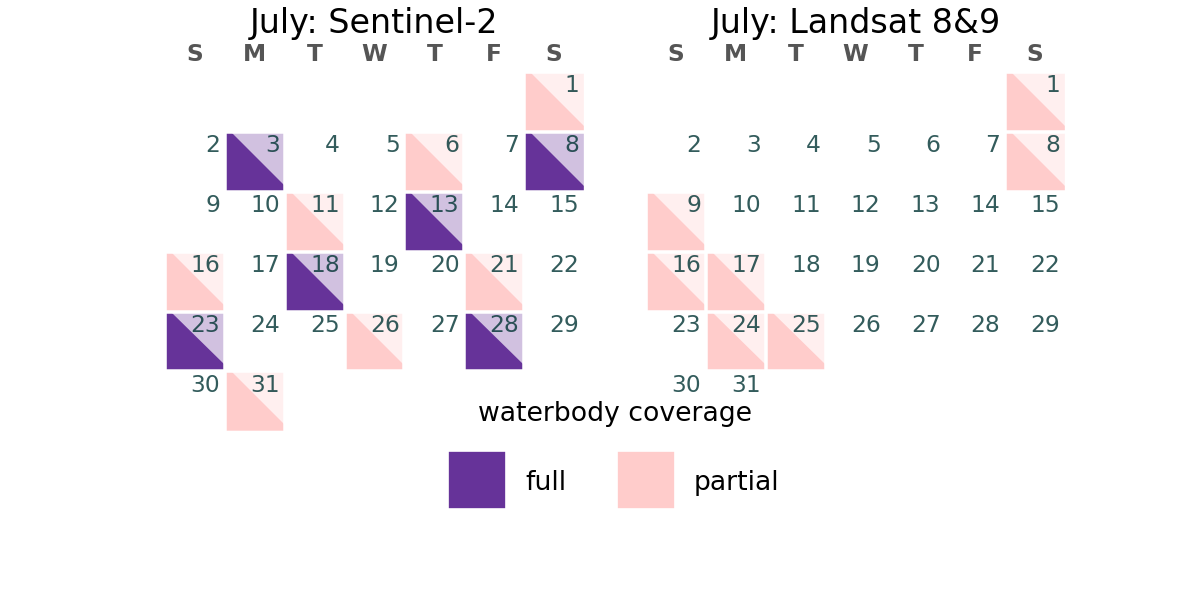 July: Sentinel-2
S M T W T F S
1
2 3 4 5 6 7 8
9 10 11 12 13 14 15
16 17 18 19 20 21 22
23 24 25 26 27 28 29
30 31
July: Landsat 8&9
S M T W T F S
1
2 3 4 5 6 7 8
9 10 11 12 13 14 15
16 17 18 19 20 21 22
23 24 25 26 27 28 29
30 31
waterbody coverage
full partial